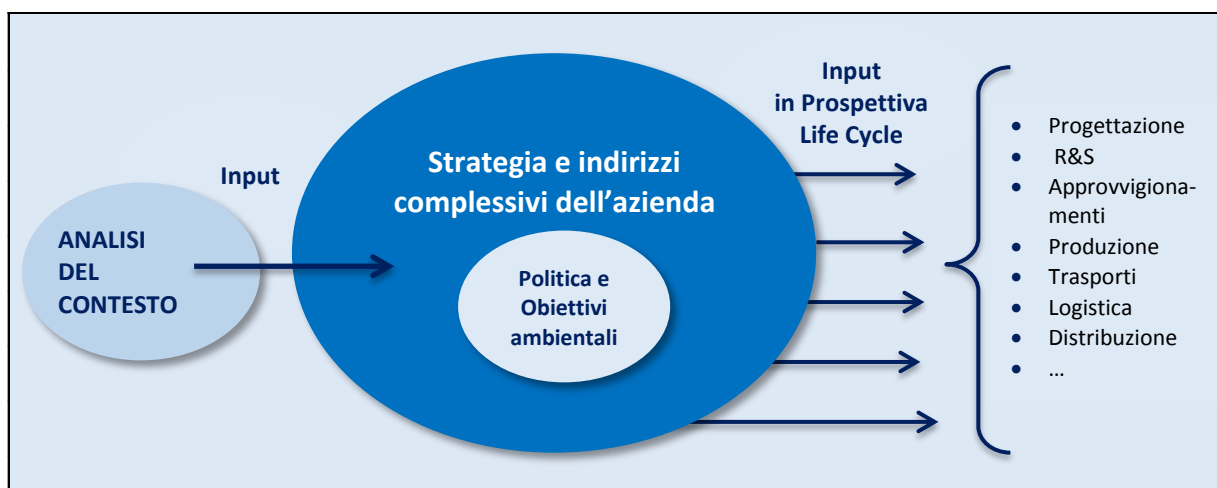 ANALISI
DEL
CONTESTO
Input
Strategia e indirizzi
complessivi dell’azienda
Politica e
Obiettivi
ambientali
Input
in Prospettiva
Life Cycle
• Progettazione
• R&S
• Approvvigiona-
menti
• Produzione
• Trasporti
• Logistica
• Distribuzione
• …